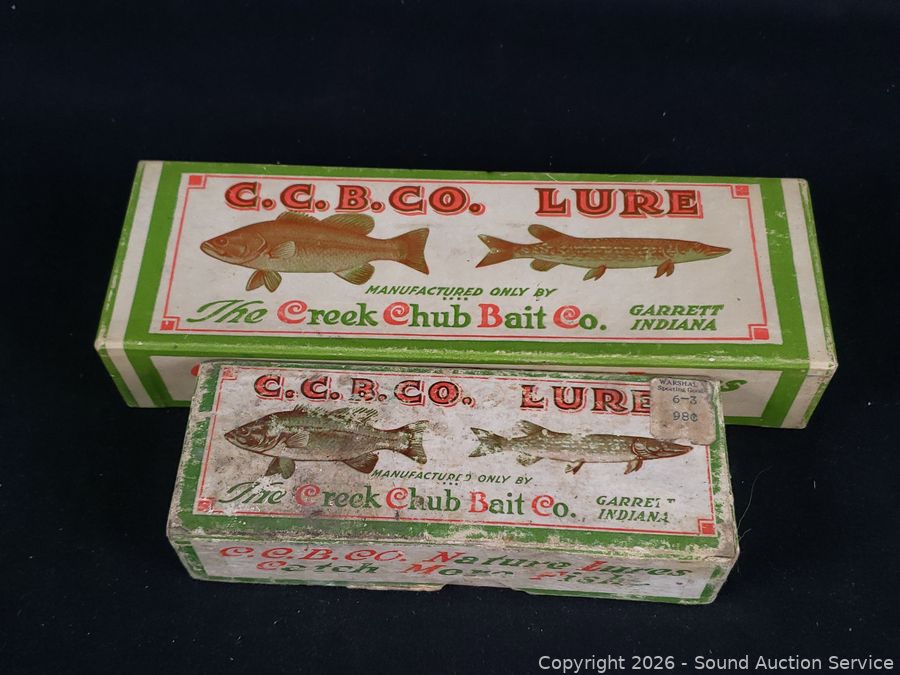 C.C.B.CO. LURE
MANUFACTURED ONLY BY
The Creek Chub Bait Co. GARRETT
INDIANA
C.C.B.CO. LURE
WARSHAL
Sporting Goods
6-3
98¢
MANUFACTURED ONLY BY
The Creek Chub Bait Co. GARRETT
INDIANA
C.C.B.CO. Nature Lures
Catch More Fish
Copyright © 2026 - Sound Auction Service